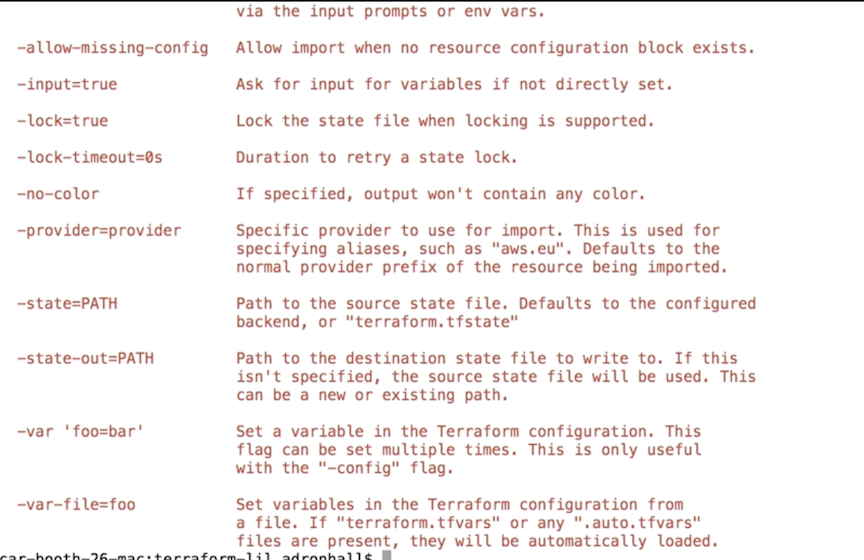 via the input prompts or env vars.
-allow-missing-config Allow import when no resource configuration block exists.
-input=true Ask for input for variables if not directly set.
-lock=true Lock the state file when locking is supported.
-lock-timeout=0s Duration to retry a state lock.
-no-color If specified, output won't contain any color.
-provider=provider Specific provider to use for import. This is used for
specifying aliases, such as "aws.eu". Defaults to the
normal provider prefix of the resource being imported.
-state=PATH Path to the source state file. Defaults to the configured
backend, or "terraform.tfstate"
-state-out=PATH Path to the destination state file to write to. If this
isn't specified, the source state file will be used. This
can be a new or existing path.
-var 'foo=bar' Set a variable in the Terraform configuration. This
flag can be set multiple times. This is only useful
with the "-config" flag.
-var-file=foo Set variables in the Terraform configuration from
a file. If "terraform.tfvars" or any ".auto.tfvars"
files are present, they will be automatically loaded.
car-booth-26-mac:terraform-lil adronhall$